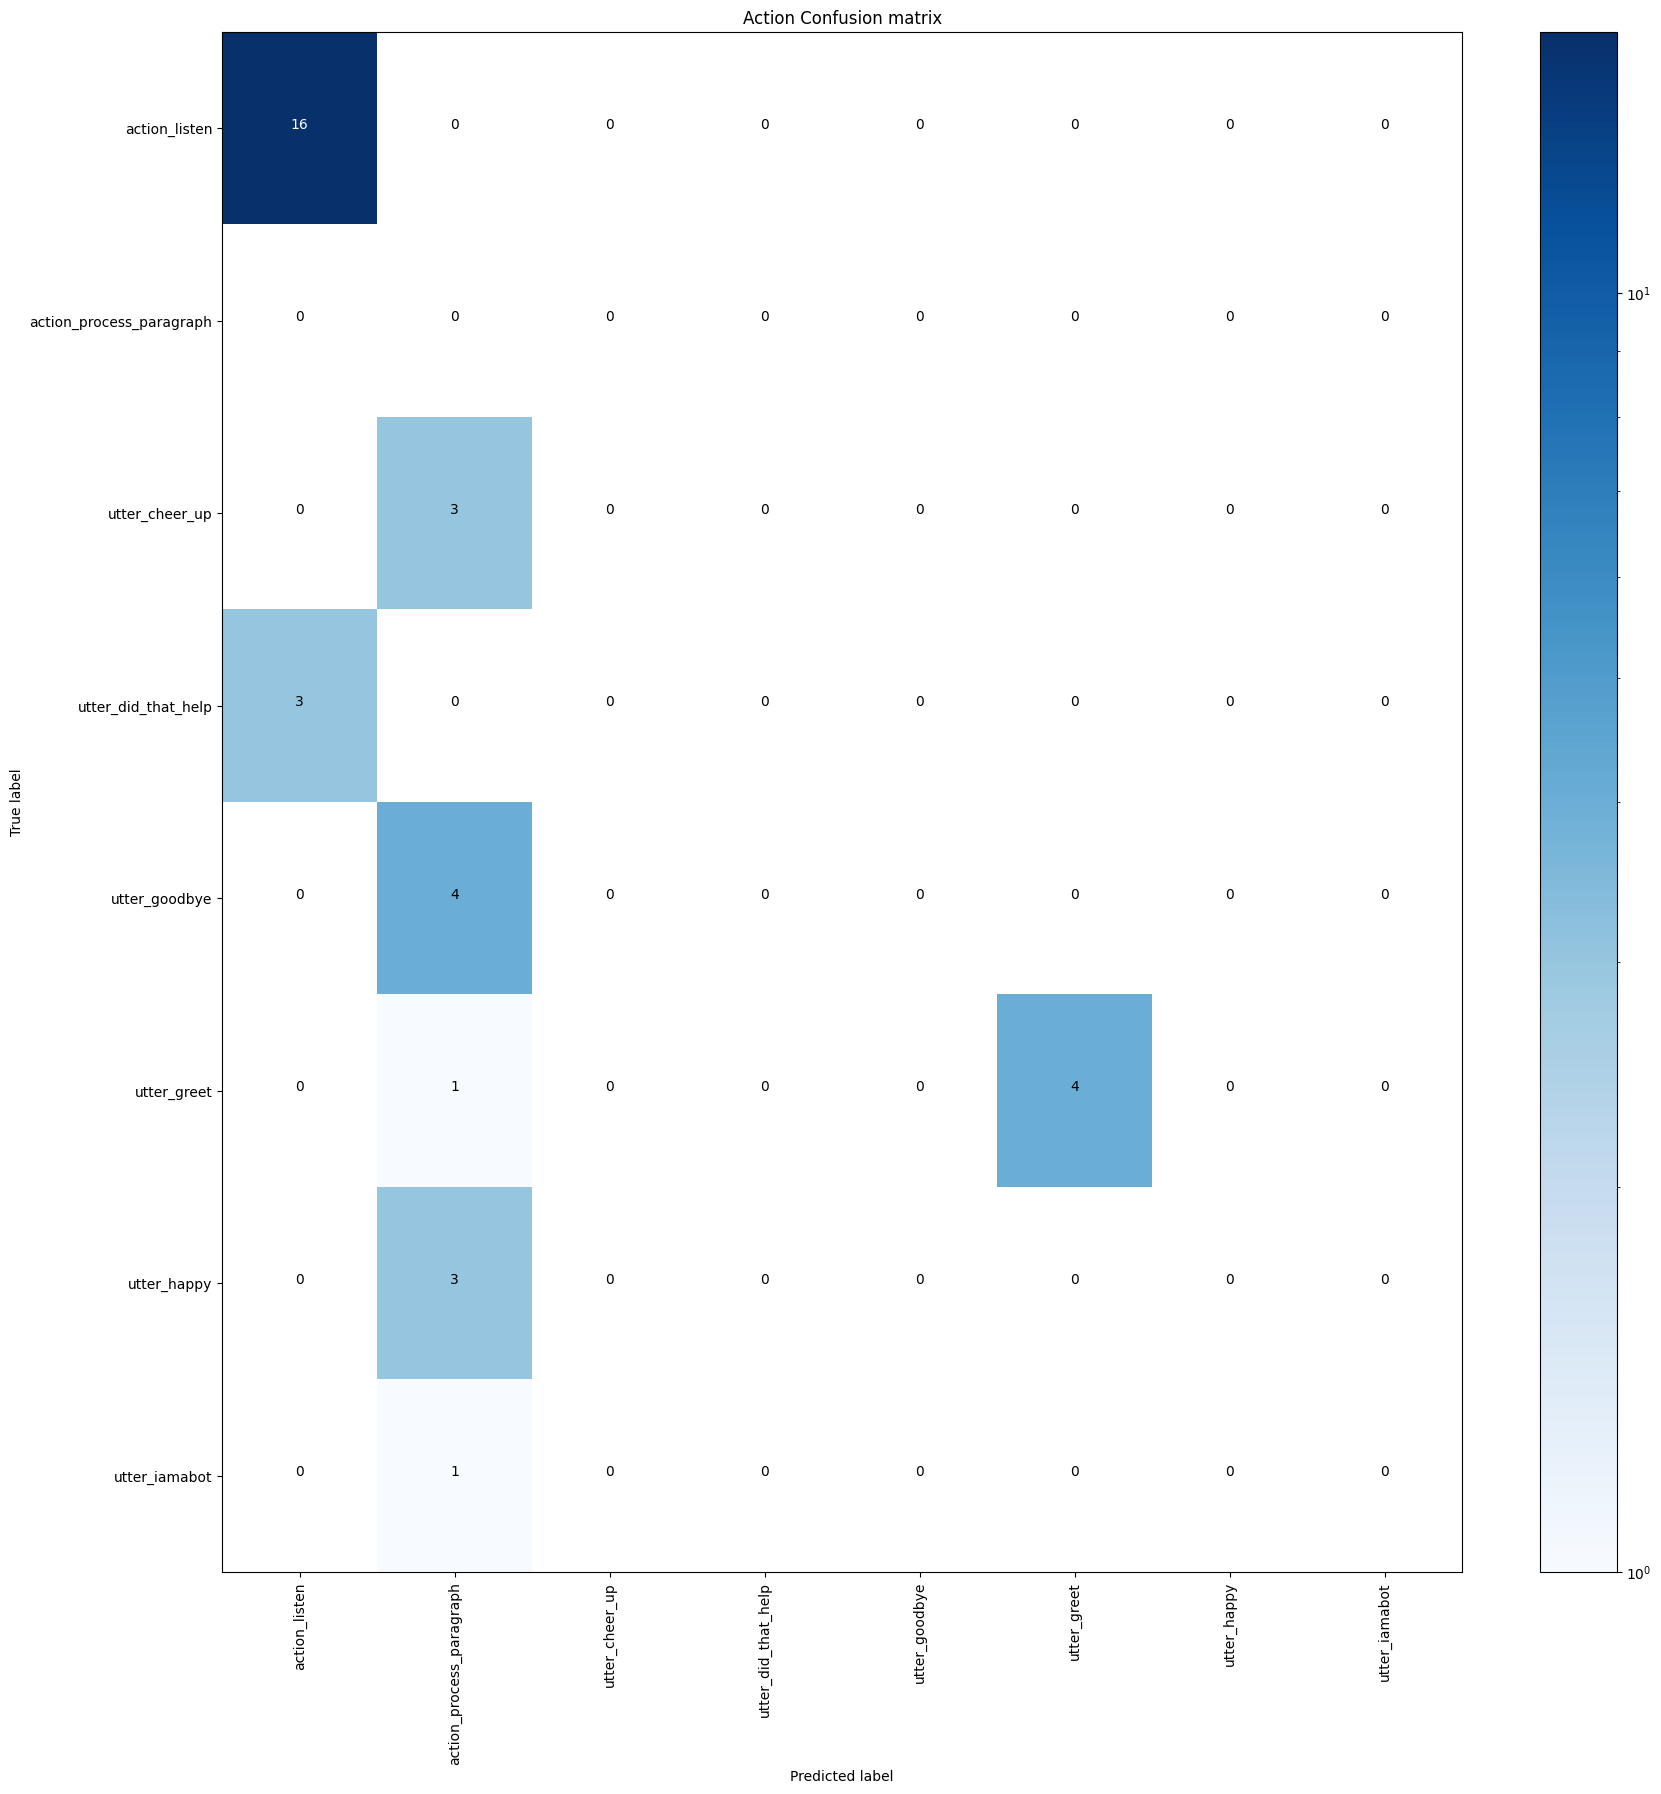 Action Confusion matrix
action_listen 16 0 0 0 0 0 0 0
action_process_paragraph 0 0 0 0 0 0 0 0
utter_cheer_up 0 3 0 0 0 0 0 0
utter_did_that_help 3 0 0 0 0 0 0 0
utter_goodbye 0 4 0 0 0 0 0 0
utter_greet 0 1 0 0 0 4 0 0
utter_happy 0 3 0 0 0 0 0 0
utter_iamabot 0 1 0 0 0 0 0 0
True label
action_listen
action_process_paragraph
utter_cheer_up
utter_did_that_help
utter_goodbye
utter_greet
utter_happy
utter_iamabot
Predicted label
10¹
10⁰